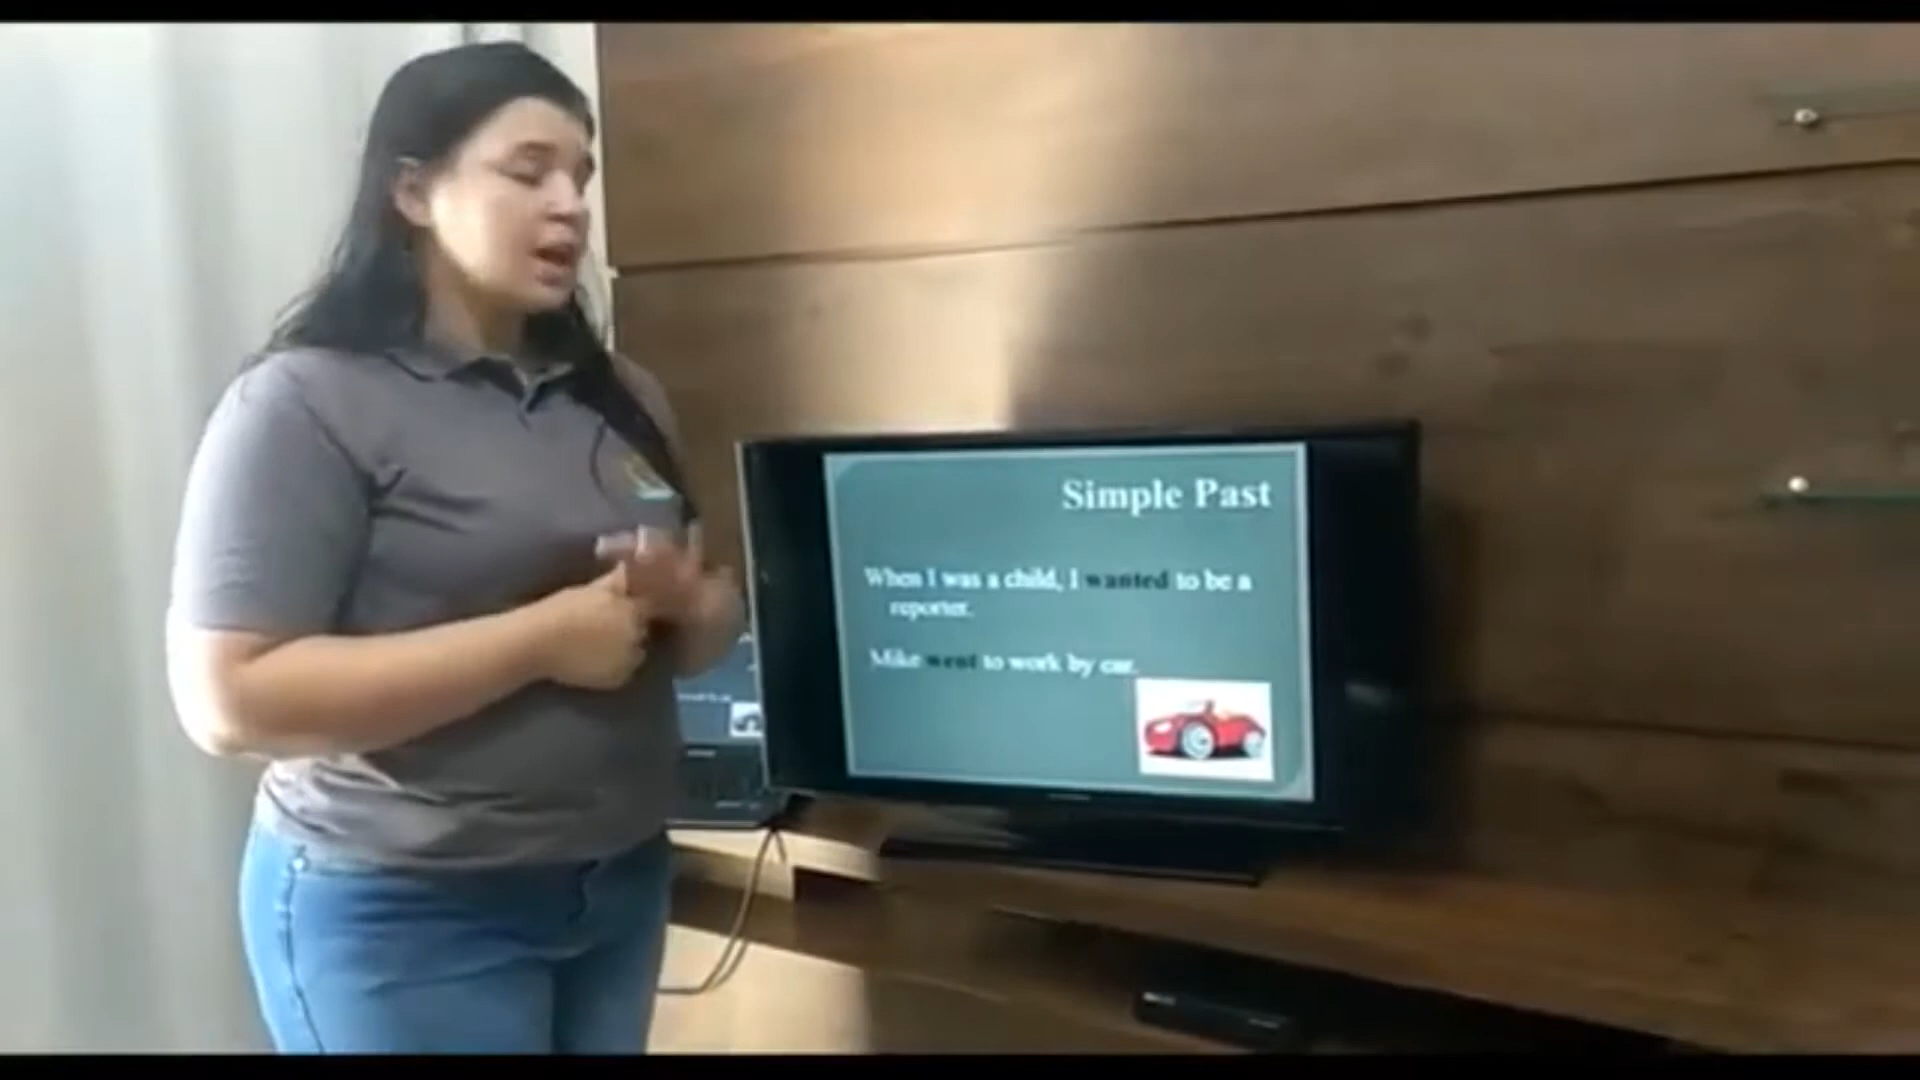 Simple Past
When I was a child, I wanted to be a
reporter.
Mike went to work by car.